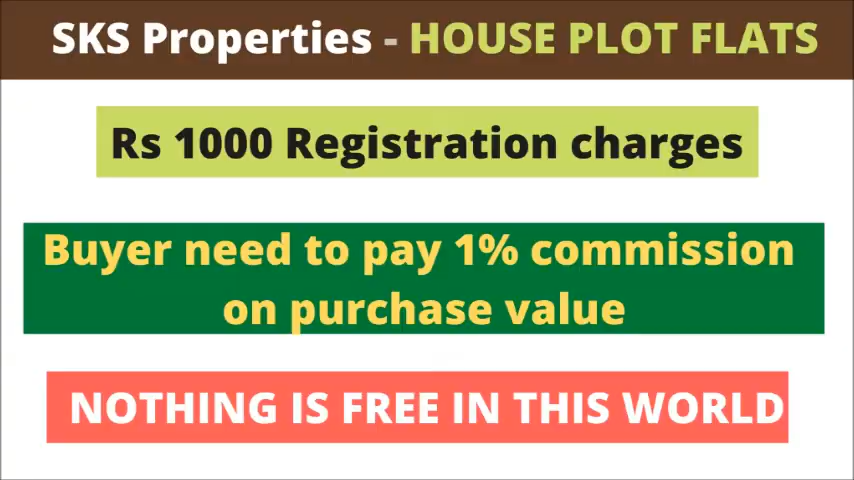 SKS Properties - HOUSE PLOT FLATS
Rs 1000 Registration charges
Buyer need to pay 1% commission
on purchase value
NOTHING IS FREE IN THIS WORLD